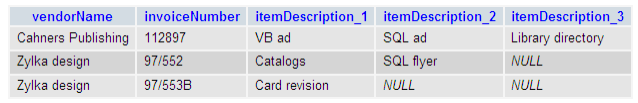 vendorName invoiceNumber itemDescription_1 itemDescription_2 itemDescription_3
Cahners Publishing 112897 VB ad SQL ad Library directory
Zylka design 97/552 Catalogs SQL flyer NULL
Zylka design 97/553B Card revision NULL NULL